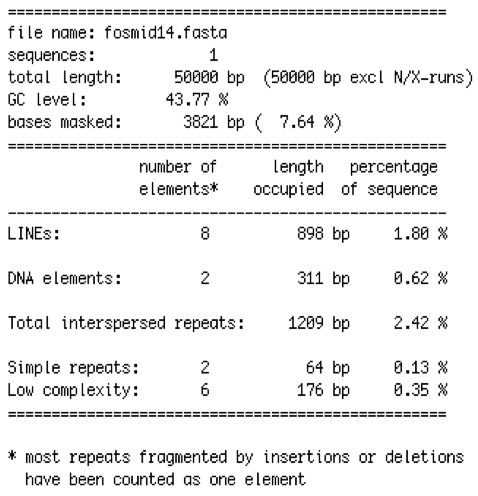 ==================================================
file name: fosmid14.fasta
sequences: 1
total length: 50000 bp (50000 bp excl N/X-runs)
GC level: 43.77 %
bases masked: 3821 bp ( 7.64 %)
==================================================
number of length percentage
elements* occupied of sequence
--------------------------------------------------
LINEs: 8 898 bp 1.80 %
DNA elements: 2 311 bp 0.62 %
Total interspersed repeats: 1209 bp 2.42 %
Simple repeats: 2 64 bp 0.13 %
Low complexity: 6 176 bp 0.35 %
==================================================
* most repeats fragmented by insertions or deletions
have been counted as one element